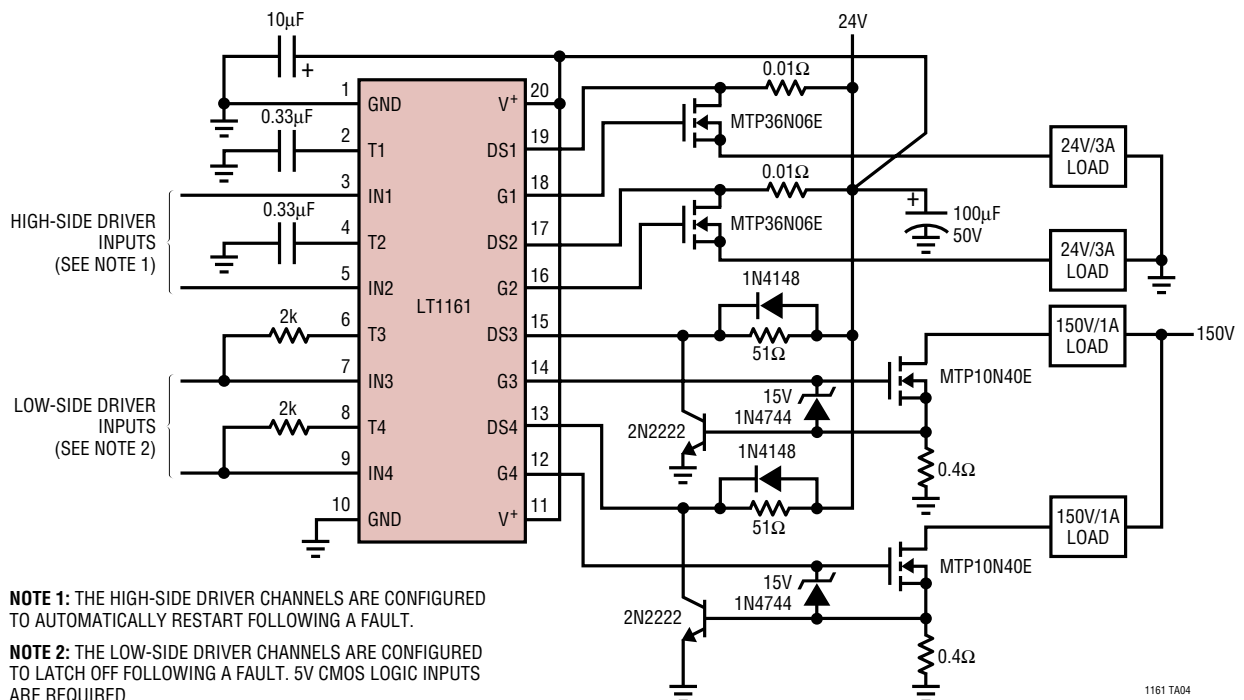 10µF
24V
0.01Ω
1
GND
V+
20
MTP36N06E
0.33µF
2
T1
DS1
19
24V/3A
LOAD
3
IN1
G1
18
0.01Ω
HIGH-SIDE DRIVER
INPUTS
(SEE NOTE 1)
0.33µF
4
T2
DS2
17
MTP36N06E
+
100µF
50V
5
IN2
G2
16
24V/3A
LOAD
LT1161
1N4148
2k
6
T3
DS3
15
51Ω
150V/1A
LOAD
150V
7
IN3
G3
14
MTP10N40E
15V
1N4744
LOW-SIDE DRIVER
INPUTS
(SEE NOTE 2)
2k
8
T4
DS4
13
2N2222
1N4148
9
IN4
G4
12
0.4Ω
10
GND
V+
11
51Ω
150V/1A
LOAD
MTP10N40E
15V
1N4744
2N2222
0.4Ω
+
NOTE 1: THE HIGH-SIDE DRIVER CHANNELS ARE CONFIGURED
TO AUTOMATICALLY RESTART FOLLOWING A FAULT.
NOTE 2: THE LOW-SIDE DRIVER CHANNELS ARE CONFIGURED
TO LATCH OFF FOLLOWING A FAULT. 5V CMOS LOGIC INPUTS
ARE REQUIRED
1161 TA04